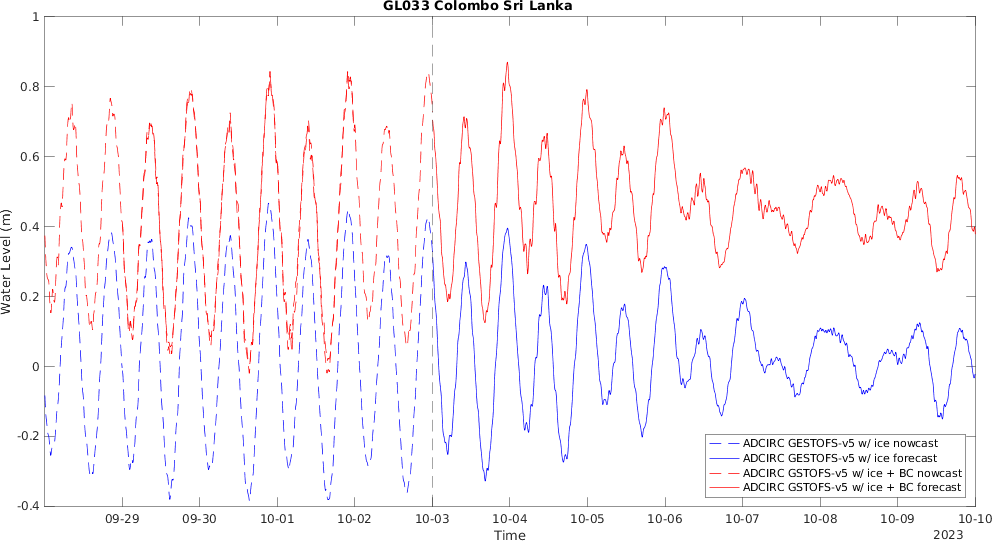 GL033 Colombo Sri Lanka
1
0.8
0.6
0.4
0.2
0
-0.2
-0.4
Water Level (m)
ADCIRC GESTOFS-v5 w/ ice nowcast
ADCIRC GESTOFS-v5 w/ ice forecast
ADCIRC GSTOFS-v5 w/ ice + BC nowcast
ADCIRC GSTOFS-v5 w/ ice + BC forecast
09-29 09-30 10-01 10-02 10-03 10-04 10-05 10-06 10-07 10-08 10-09 10-10
Time
2023